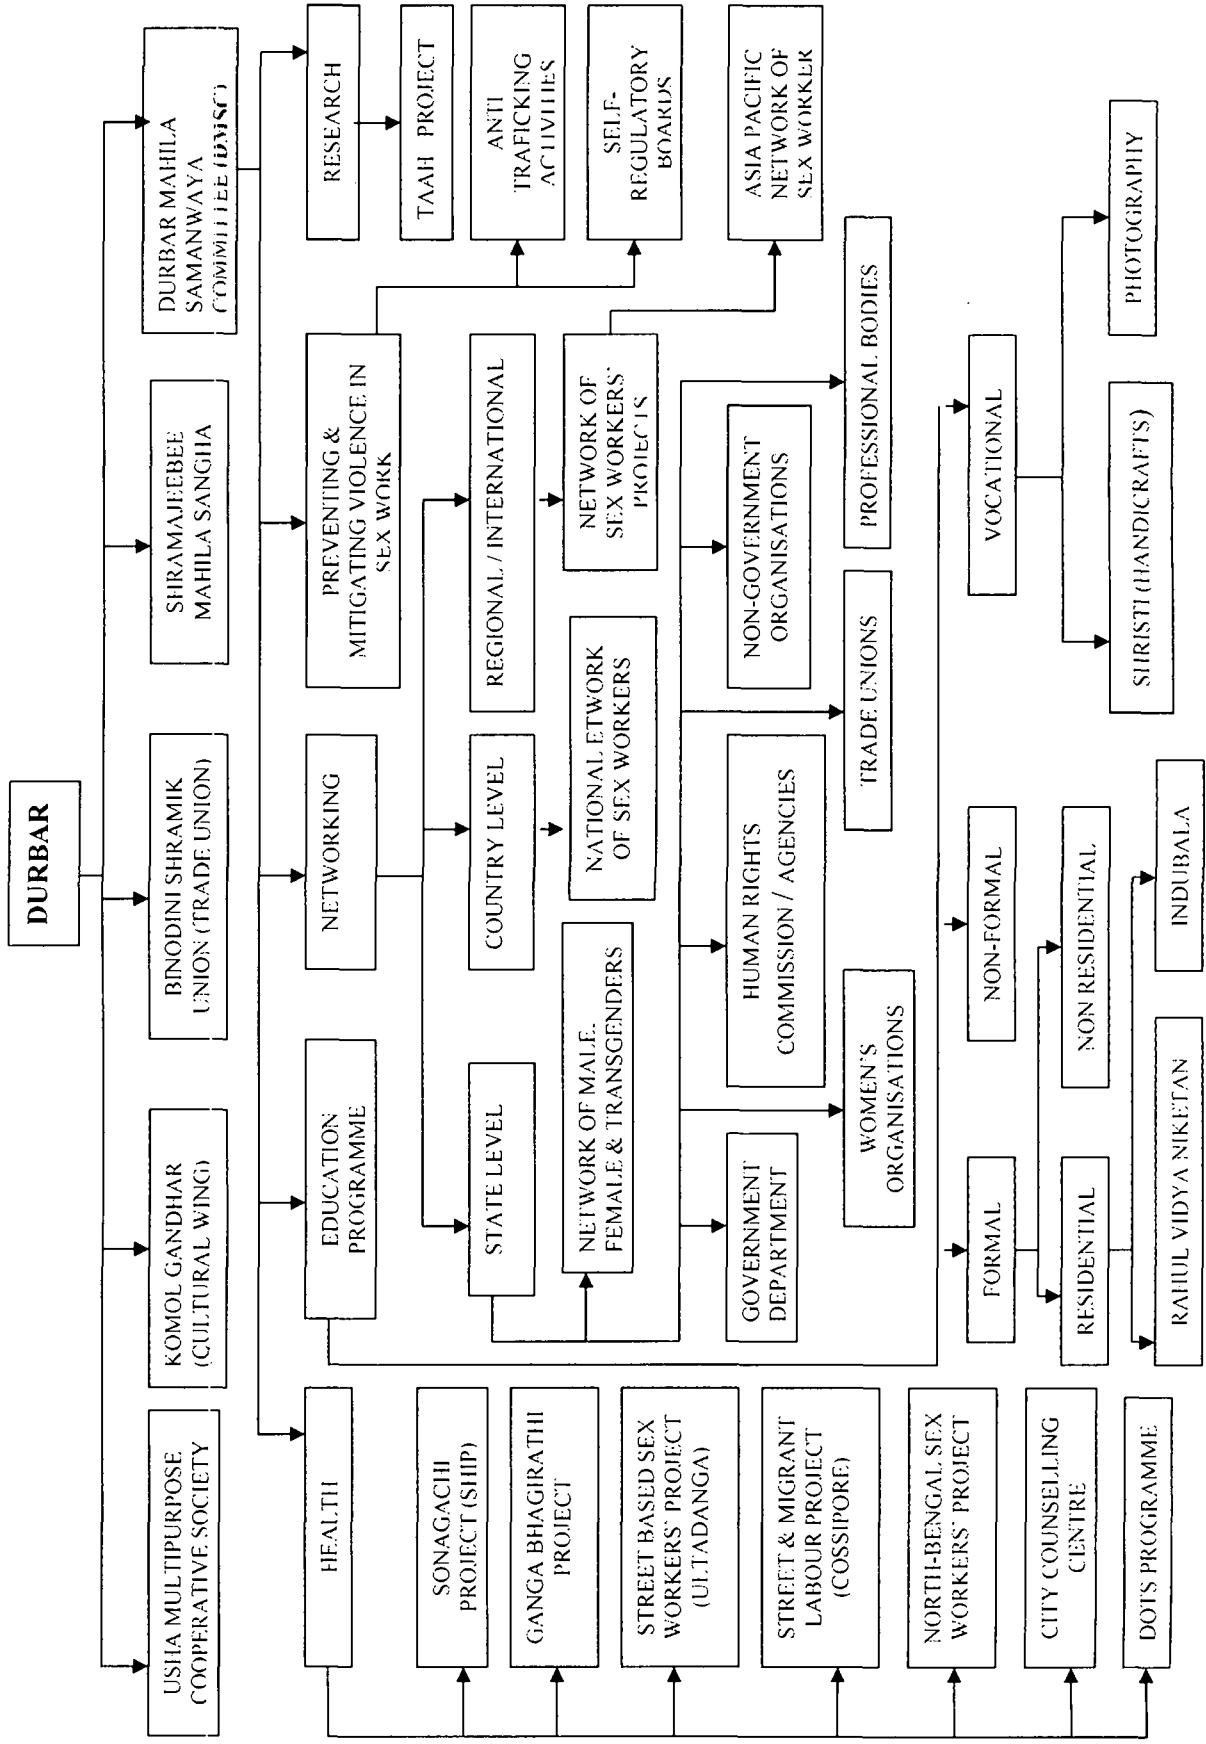 DURBAR
USHA MULTIPURPOSE
COOPERATIVE SOCIETY
KOMOL GANDHAR
(CULTURAL WING)
BINODINI SHRAMIK
UNION (TRADE UNION)
SHRAMAJEEBEE
MAHILA SANGHA
DURBAR MAHILA
SAMANWAYA
COMMITTEE (DMSC)
HEALTH
EDUCATION
PROGRAMME
NETWORKING
PREVENTING &
MITIGATING VIOLENCE IN
SEX WORK
RESEARCH
TAAH PROJECT
SONAGACHI
PROJECT (SHIP)
GANGA BHAGIRATHI
PROJECT
STREET BASED SEX
WORKERS' PROJECT
(ULTADANGA)
STREET & MIGRANT
LABOUR PROJECT
(COSSIPORE)
NORTH-BENGAL SEX
WORKERS' PROJECT
CITY COUNSELLING
CENTRE
DOTS PROGRAMME
STATE LEVEL
COUNTRY LEVEL
REGIONAL / INTERNATIONAL
ANTI
TRAFICKING
ACTIVITIES
NETWORK OF MALE.
FEMALE & TRANSGENDERS
NATIONAL ETWORK
OF SEX WORKERS
NETWORK OF
SEX WORKERS'
PROJECTS
SELF-
REGULATORY
BOARDS
GOVERNMENT
DEPARTMENT
HUMAN RIGHTS
COMMISSION / AGENCIES
NON-GOVERNMENT
ORGANISATIONS
ASIA PACIFIC
NETWORK OF
SEX WORKER
WOMEN'S
ORGANISATIONS
TRADE UNIONS
PROFESSIONAL BODIES
FORMAL
NON-FORMAL
VOCATIONAL
RESIDENTIAL
NON RESIDENTIAL
SHRISTI (HANDICRAFTS)
PHOTOGRAPHY
RAHUL VIDYA NIKETAN
INDUBALA